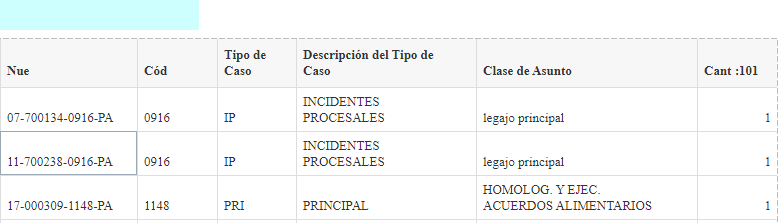 Nue Cód Tipo de Caso Descripción del Tipo de Caso Clase de Asunto Cant :101
07-700134-0916-PA 0916 IP INCIDENTES PROCESALES legajo principal 1
11-700238-0916-PA 0916 IP INCIDENTES PROCESALES legajo principal 1
17-000309-1148-PA 1148 PRI PRINCIPAL HOMOLOG. Y EJEC. ACUERDOS ALIMENTARIOS 1